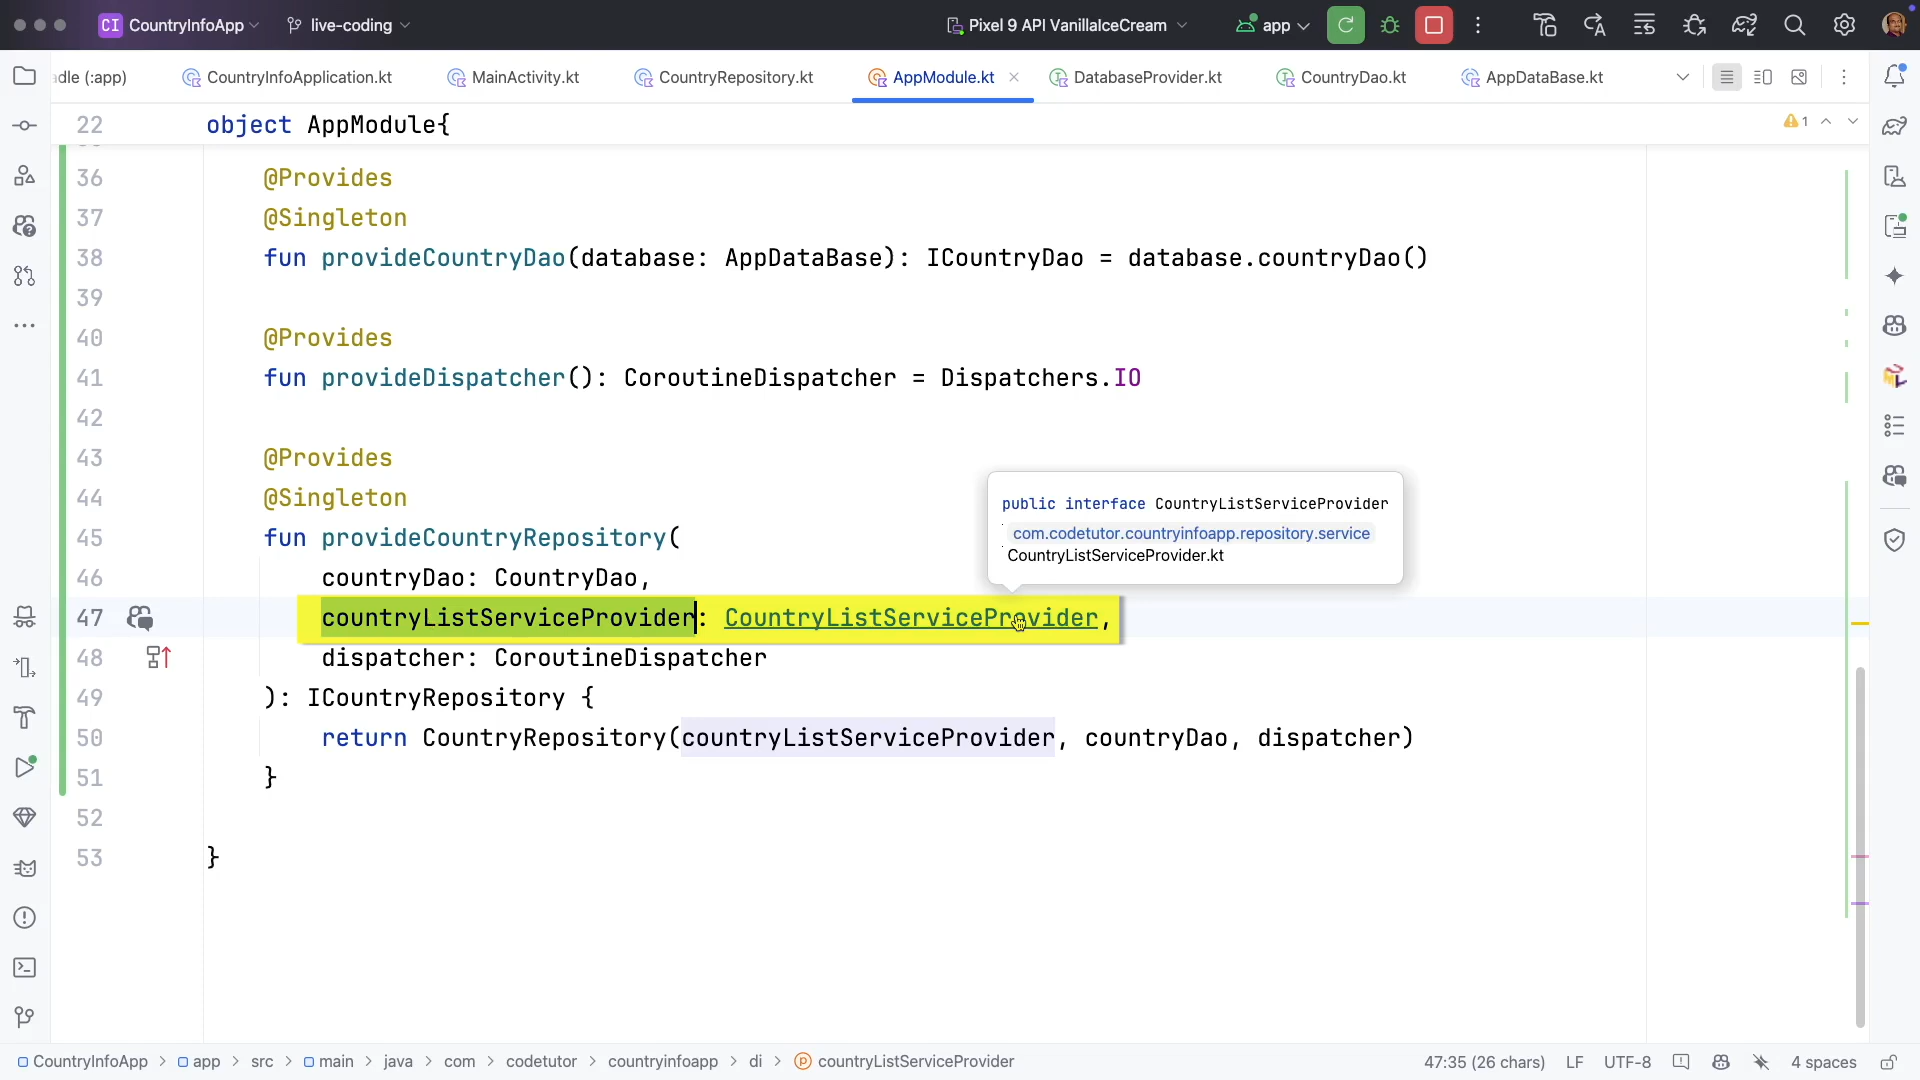 CI CountryInfoApp live-coding Pixel 9 API VanillaIceCream app
dle (:app) CountryInfoApplication.kt MainActivity.kt CountryRepository.kt AppModule.kt DatabaseProvider.kt CountryDao.kt AppDataBase.kt
22 object AppModule{ 1
36 @Provides
37 @Singleton
38 fun provideCountryDao(database: AppDataBase): ICountryDao = database.countryDao()
39
40 @Provides
41 fun provideDispatcher(): CoroutineDispatcher = Dispatchers.IO
42
43 @Provides
44 @Singleton
public interface CountryListServiceProvider
45 fun provideCountryRepository(
com.codetutor.countryinfoapp.repository.service
CountryListServiceProvider.kt
46 countryDao: CountryDao,
47 countryListServiceProvider: CountryListServiceProvider,
48 dispatcher: CoroutineDispatcher
49 ): ICountryRepository {
50 return CountryRepository(countryListServiceProvider, countryDao, dispatcher)
51 }
52
53 }
CountryInfoApp > app > src > main > java > com > codetutor > countryinfoapp > di > countryListServiceProvider 47:35 (26 chars) LF UTF-8 4 spaces